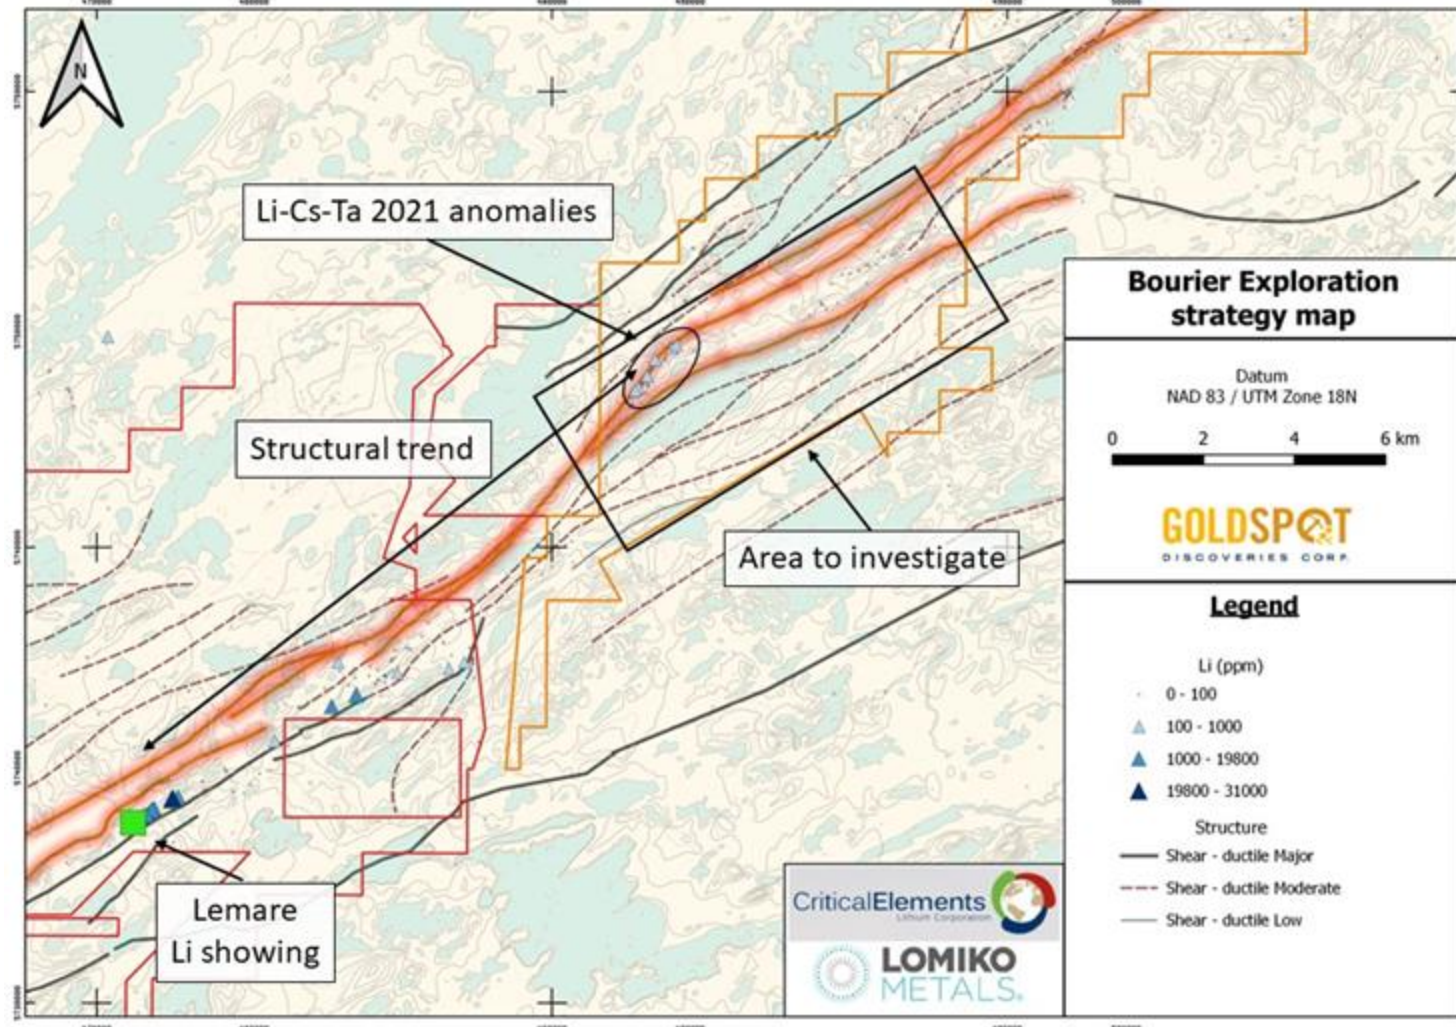 N
Li-Cs-Ta 2021 anomalies
Structural trend
Area to investigate
Lemare
Li showing
Bourier Exploration
strategy map
Datum
NAD 83 / UTM Zone 18N
0 2 4 6 km
GOLDSPOT
DISCOVERIES CORP.
Legend
Li (ppm)
0 - 100
100 - 1000
1000 - 19800
19800 - 31000
Structure
Shear - ductile Major
Shear - ductile Moderate
Shear - ductile Low
CriticalElements
Lithium Corporation
LOMIKO
METALS.